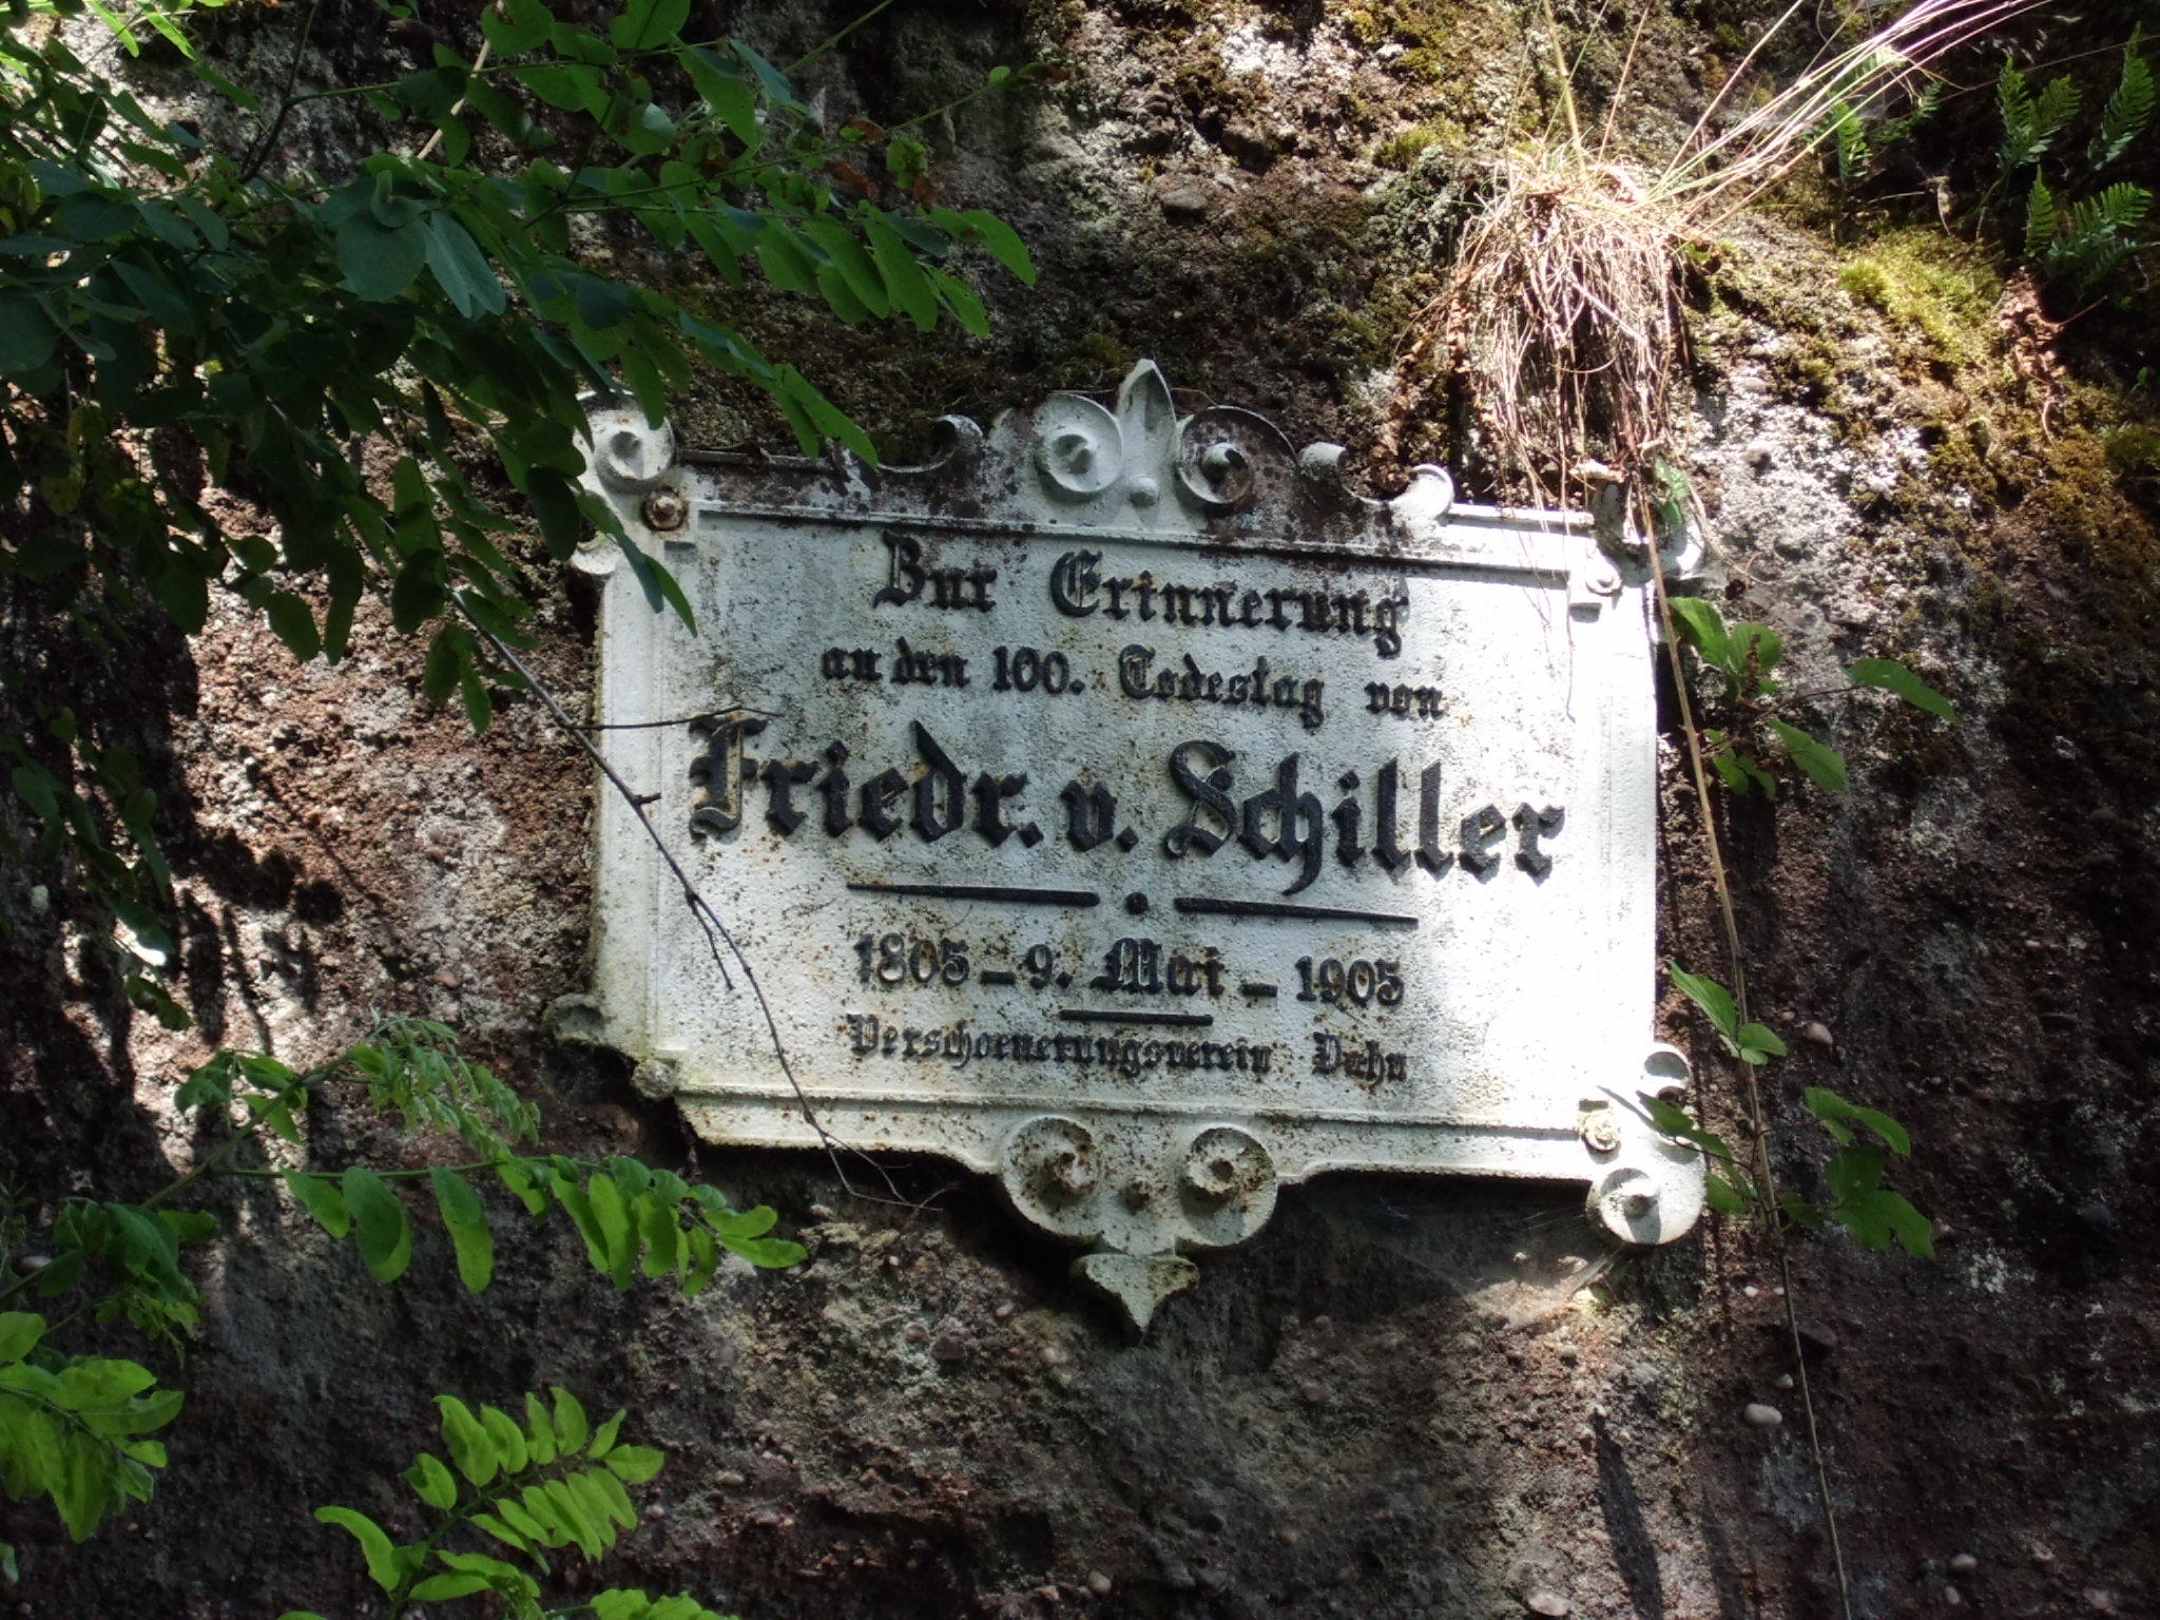 Zur Erinnerung
an den 100. Todestag von
Friedr. v. Schiller
1805 – 9. Mai – 1905
Verschoenerungsverein Dahn